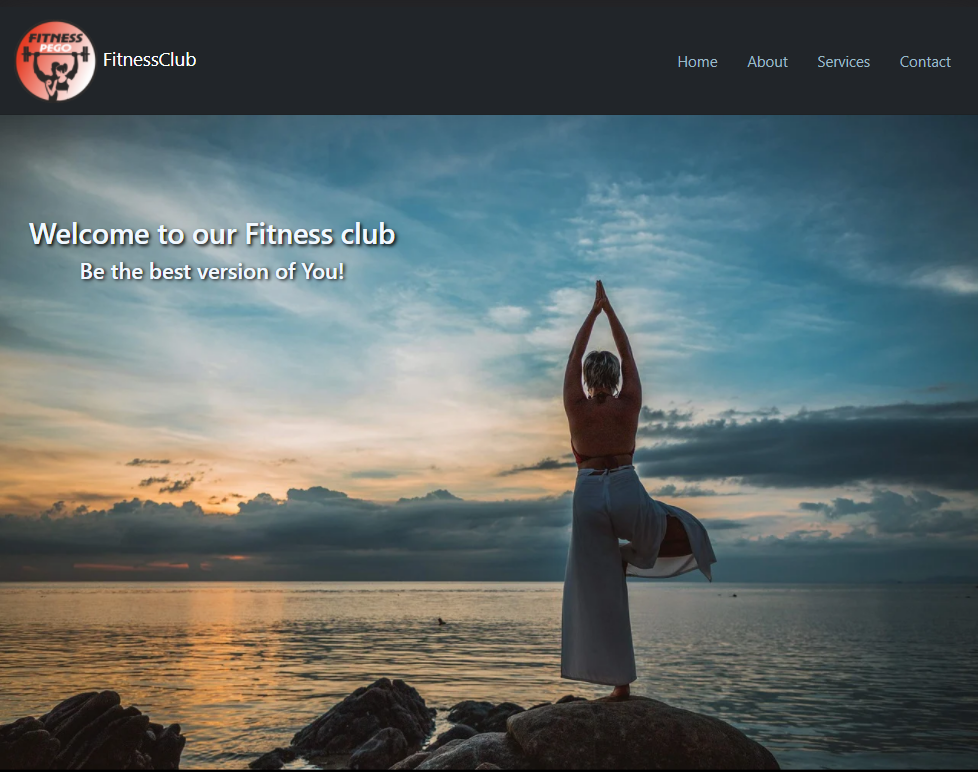 FITNESS
PEGO
FitnessClub
Home About Services Contact
Welcome to our Fitness club
Be the best version of You!